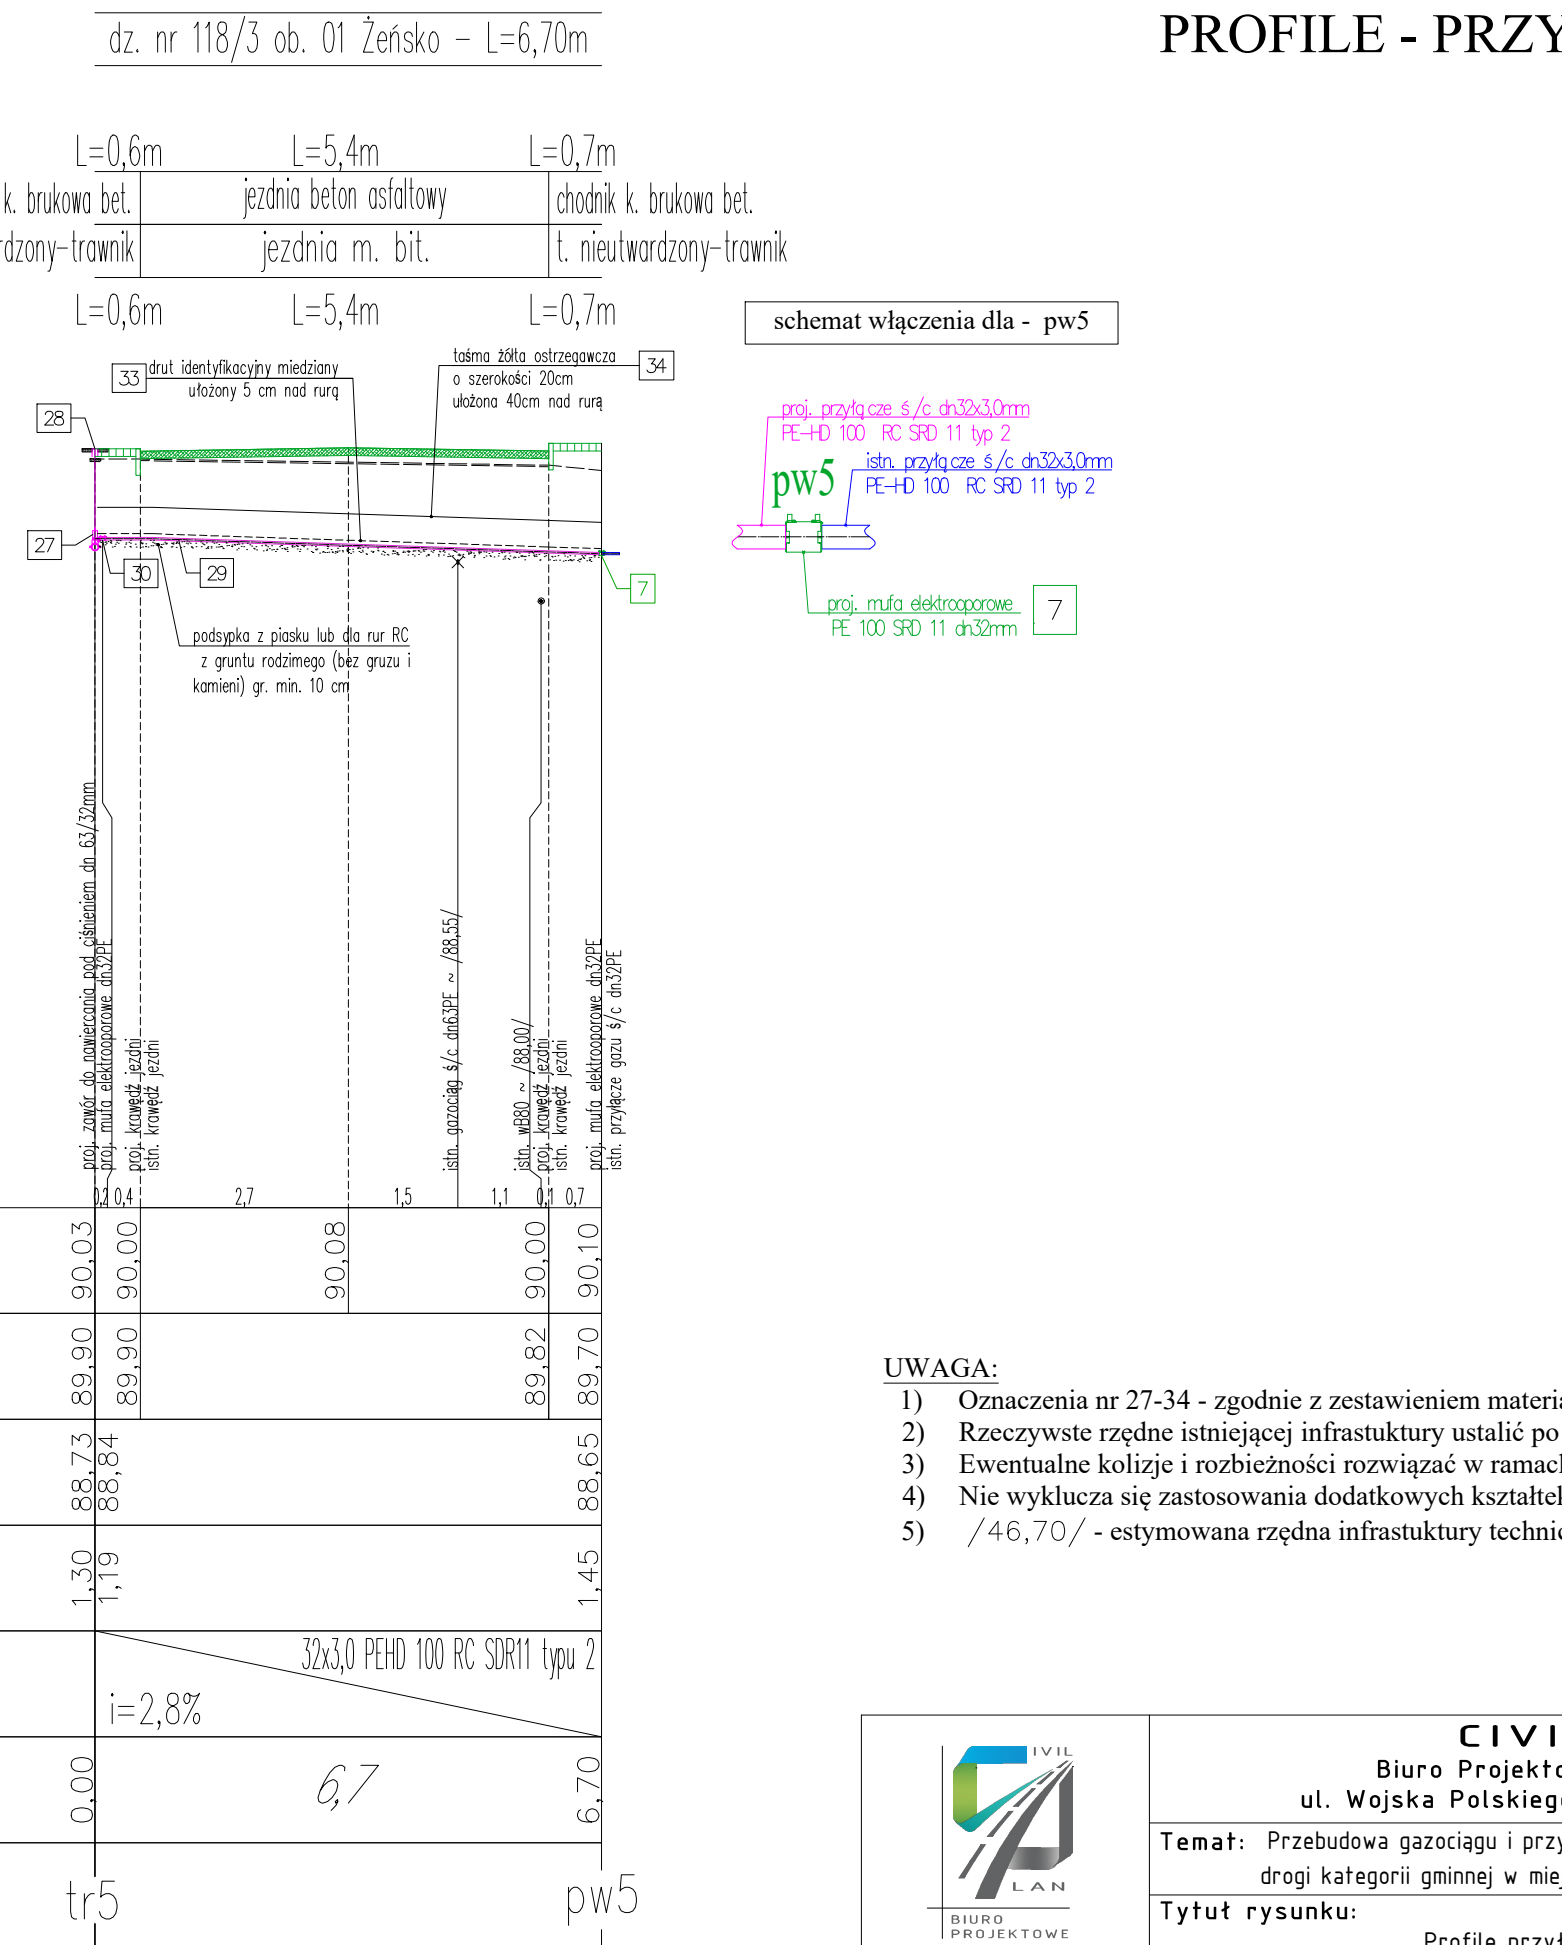 dz. nr 118/3 ob. 01 Żeńsko – L=6,70m
PROFILE - PRZY
L=0,6m L=5,4m L=0,7m
k. brukowa bet. jezdnia beton asfaltowy chodnik k. brukowa bet.
dzony-trawnik jezdnia m. bit. t. nieutwardzony-trawnik
L=0,6m L=5,4m L=0,7m
schemat włączenia dla - pw5
33 drut identyfikacyjny miedziany
ułożony 5 cm nad rurą
taśma żółta ostrzegawcza
o szerokości 20cm
ułożona 40cm nad rurą
34
28
27
30
29
7
podsypka z piasku lub dla rur RC
z gruntu rodzimego (bez gruzu i
kamieni) gr. min. 10 cm
proj. przyłącze ś/c dn32x3,0mm
PE-HD 100 RC SRD 11 typ 2
istn. przyłącze ś/c dn32x3,0mm
PE-HD 100 RC SRD 11 typ 2
pw5
proj. mufa elektrooporowe
PE 100 SRD 11 dn32mm
7
proj. zawór do nawiercania pod ciśnieniem dn 63/32mm
proj. mufa elektrooporowe dn32PE
proj. krawędź jezdni
istn. krawędź jezdni
istn. gazociąg ś/c dn63PE ~ /88,55/
istn. wB80 ~ /88,00/
proj. krawędź jezdni
istn. krawędź jezdni
proj. mufa elektrooporowe dn32PE
istn. przyłącze gazu ś/c dn32PE
0,2 0,4 2,7 1,5 1,1 0,1 0,7
90,03 90,00 90,08 90,00 90,10
89,90 89,90 89,82 89,70
88,73 88,84 88,65
1,30 1,19 1,45
32x3,0 PEHD 100 RC SDR11 typu 2
i=2,8%
0,00 6,7 6,70
tr5 pw5
UWAGA:
1) Oznaczenia nr 27-34 - zgodnie z zestawieniem materia
2) Rzeczywste rzędne istniejącej infrastuktury ustalić po
3) Ewentualne kolizje i rozbieżności rozwiązać w ramach
4) Nie wyklucza się zastosowania dodatkowych kształtek
5) /46,70/ - estymowana rzędna infrastuktury technic
IVIL
LAN
BIURO
PROJEKTOWE
CIVI
Biuro Projekto
ul. Wojska Polskiego
Temat: Przebudowa gazociągu i przy
drogi kategorii gminnej w miej
Tytuł rysunku:
Profile przył